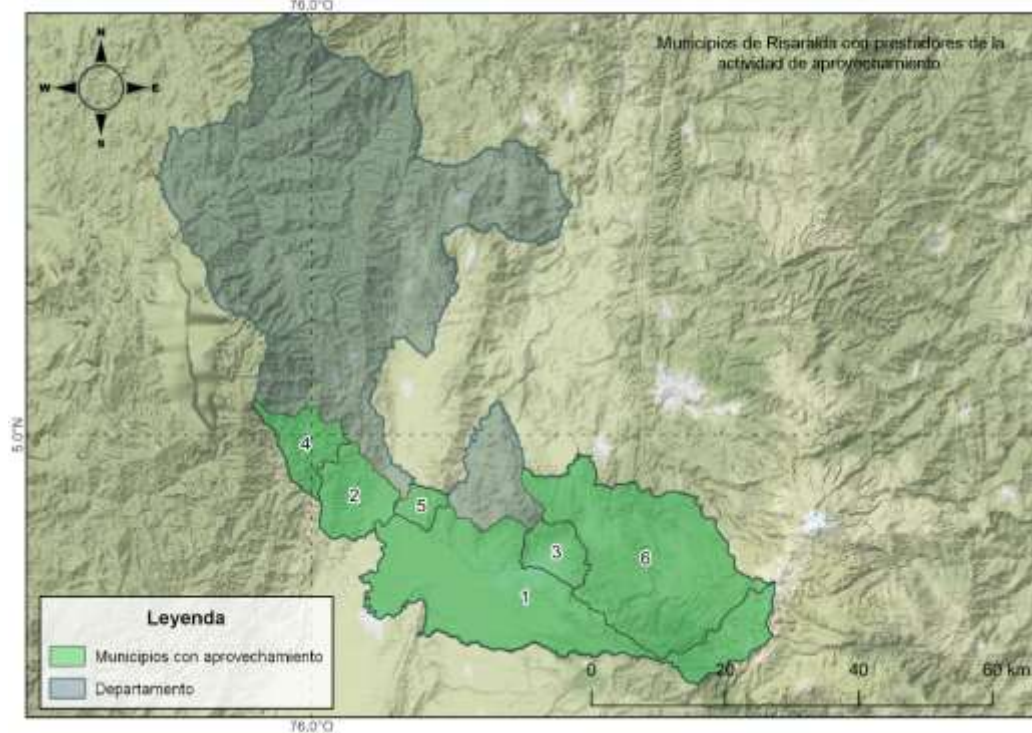 76.0°O
Municipios de Risaralda con prestadores de la
actividad de aprovechamiento
N
W E
S
5.0°N
4
2
5
3
6
1
Leyenda
Municipios con aprovechamiento
Departamento
0 20 40 60 km
76.0°O